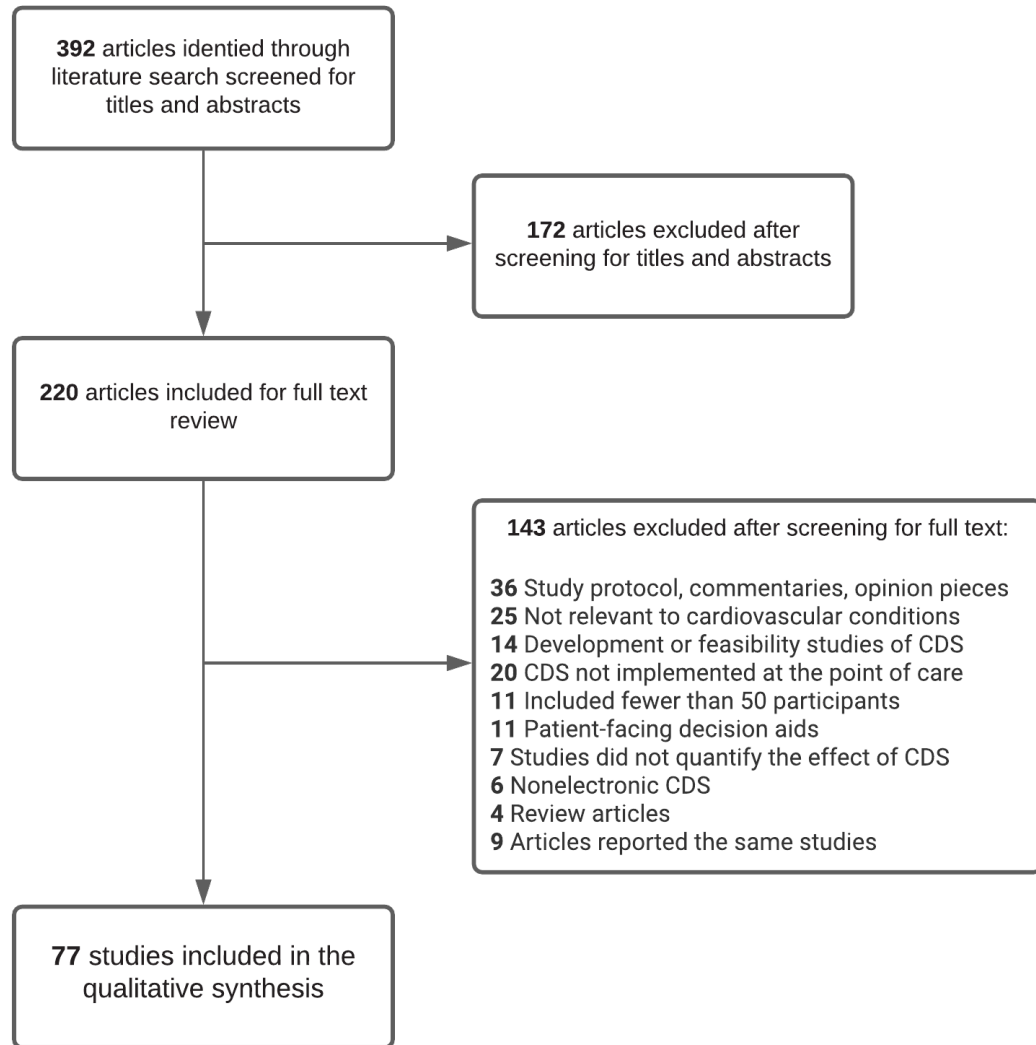 392 articles identied through
literature search screened for
titles and abstracts
172 articles excluded after
screening for titles and abstracts
220 articles included for full text
review
143 articles excluded after screening for full text:
36 Study protocol, commentaries, opinion pieces
25 Not relevant to cardiovascular conditions
14 Development or feasibility studies of CDS
20 CDS not implemented at the point of care
11 Included fewer than 50 participants
11 Patient-facing decision aids
7 Studies did not quantify the effect of CDS
6 Nonelectronic CDS
4 Review articles
9 Articles reported the same studies
77 studies included in the
qualitative synthesis